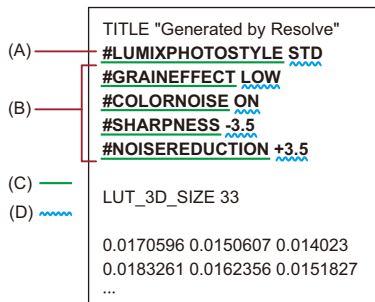 TITLE "Generated by Resolve"
(A)
#LUMIXPHOTOSTYLE STD
(B)
#GRAINEFFECT LOW
#COLORNOISE ON
#SHARPNESS -3.5
#NOISEREDUCTION +3.5
(C)
(D)
LUT_3D_SIZE 33
0.0170596 0.0150607 0.014023
0.0183261 0.0162356 0.0151827
...